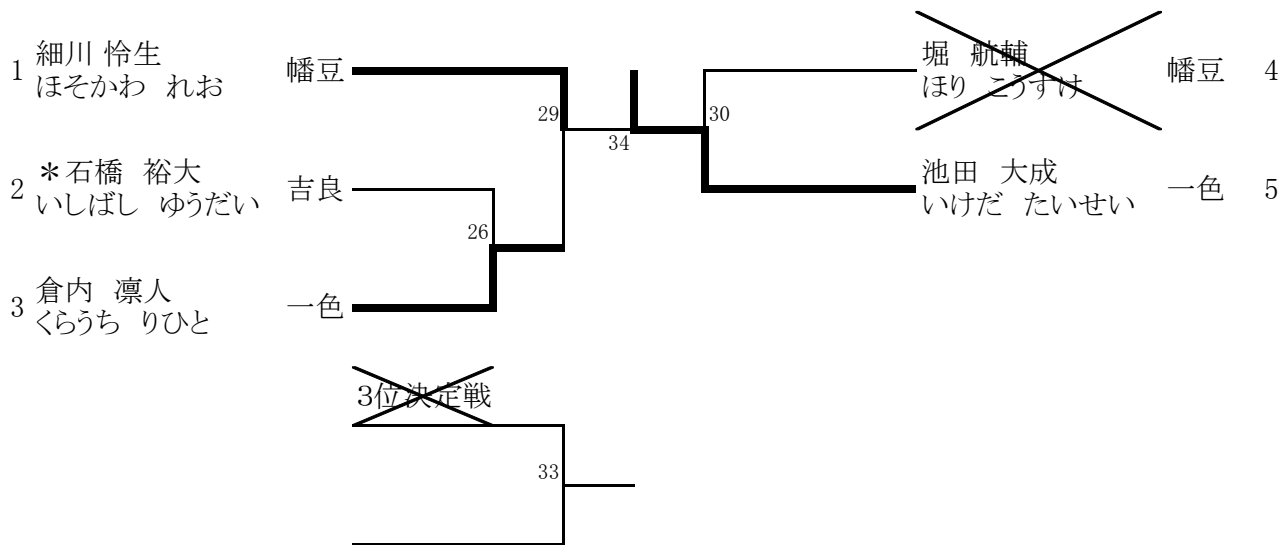 1 細川 怜生 幡豆
ほそかわ れお
2 ＊石橋 裕大 吉良
いしばし ゆうだい
3 倉内 凛人 一色
くらうち りひと
29
26
34
30
堀 航輔 幡豆 4
ほり こうすけ
池田 大成 一色 5
いけだ たいせい
3位決定戦
33